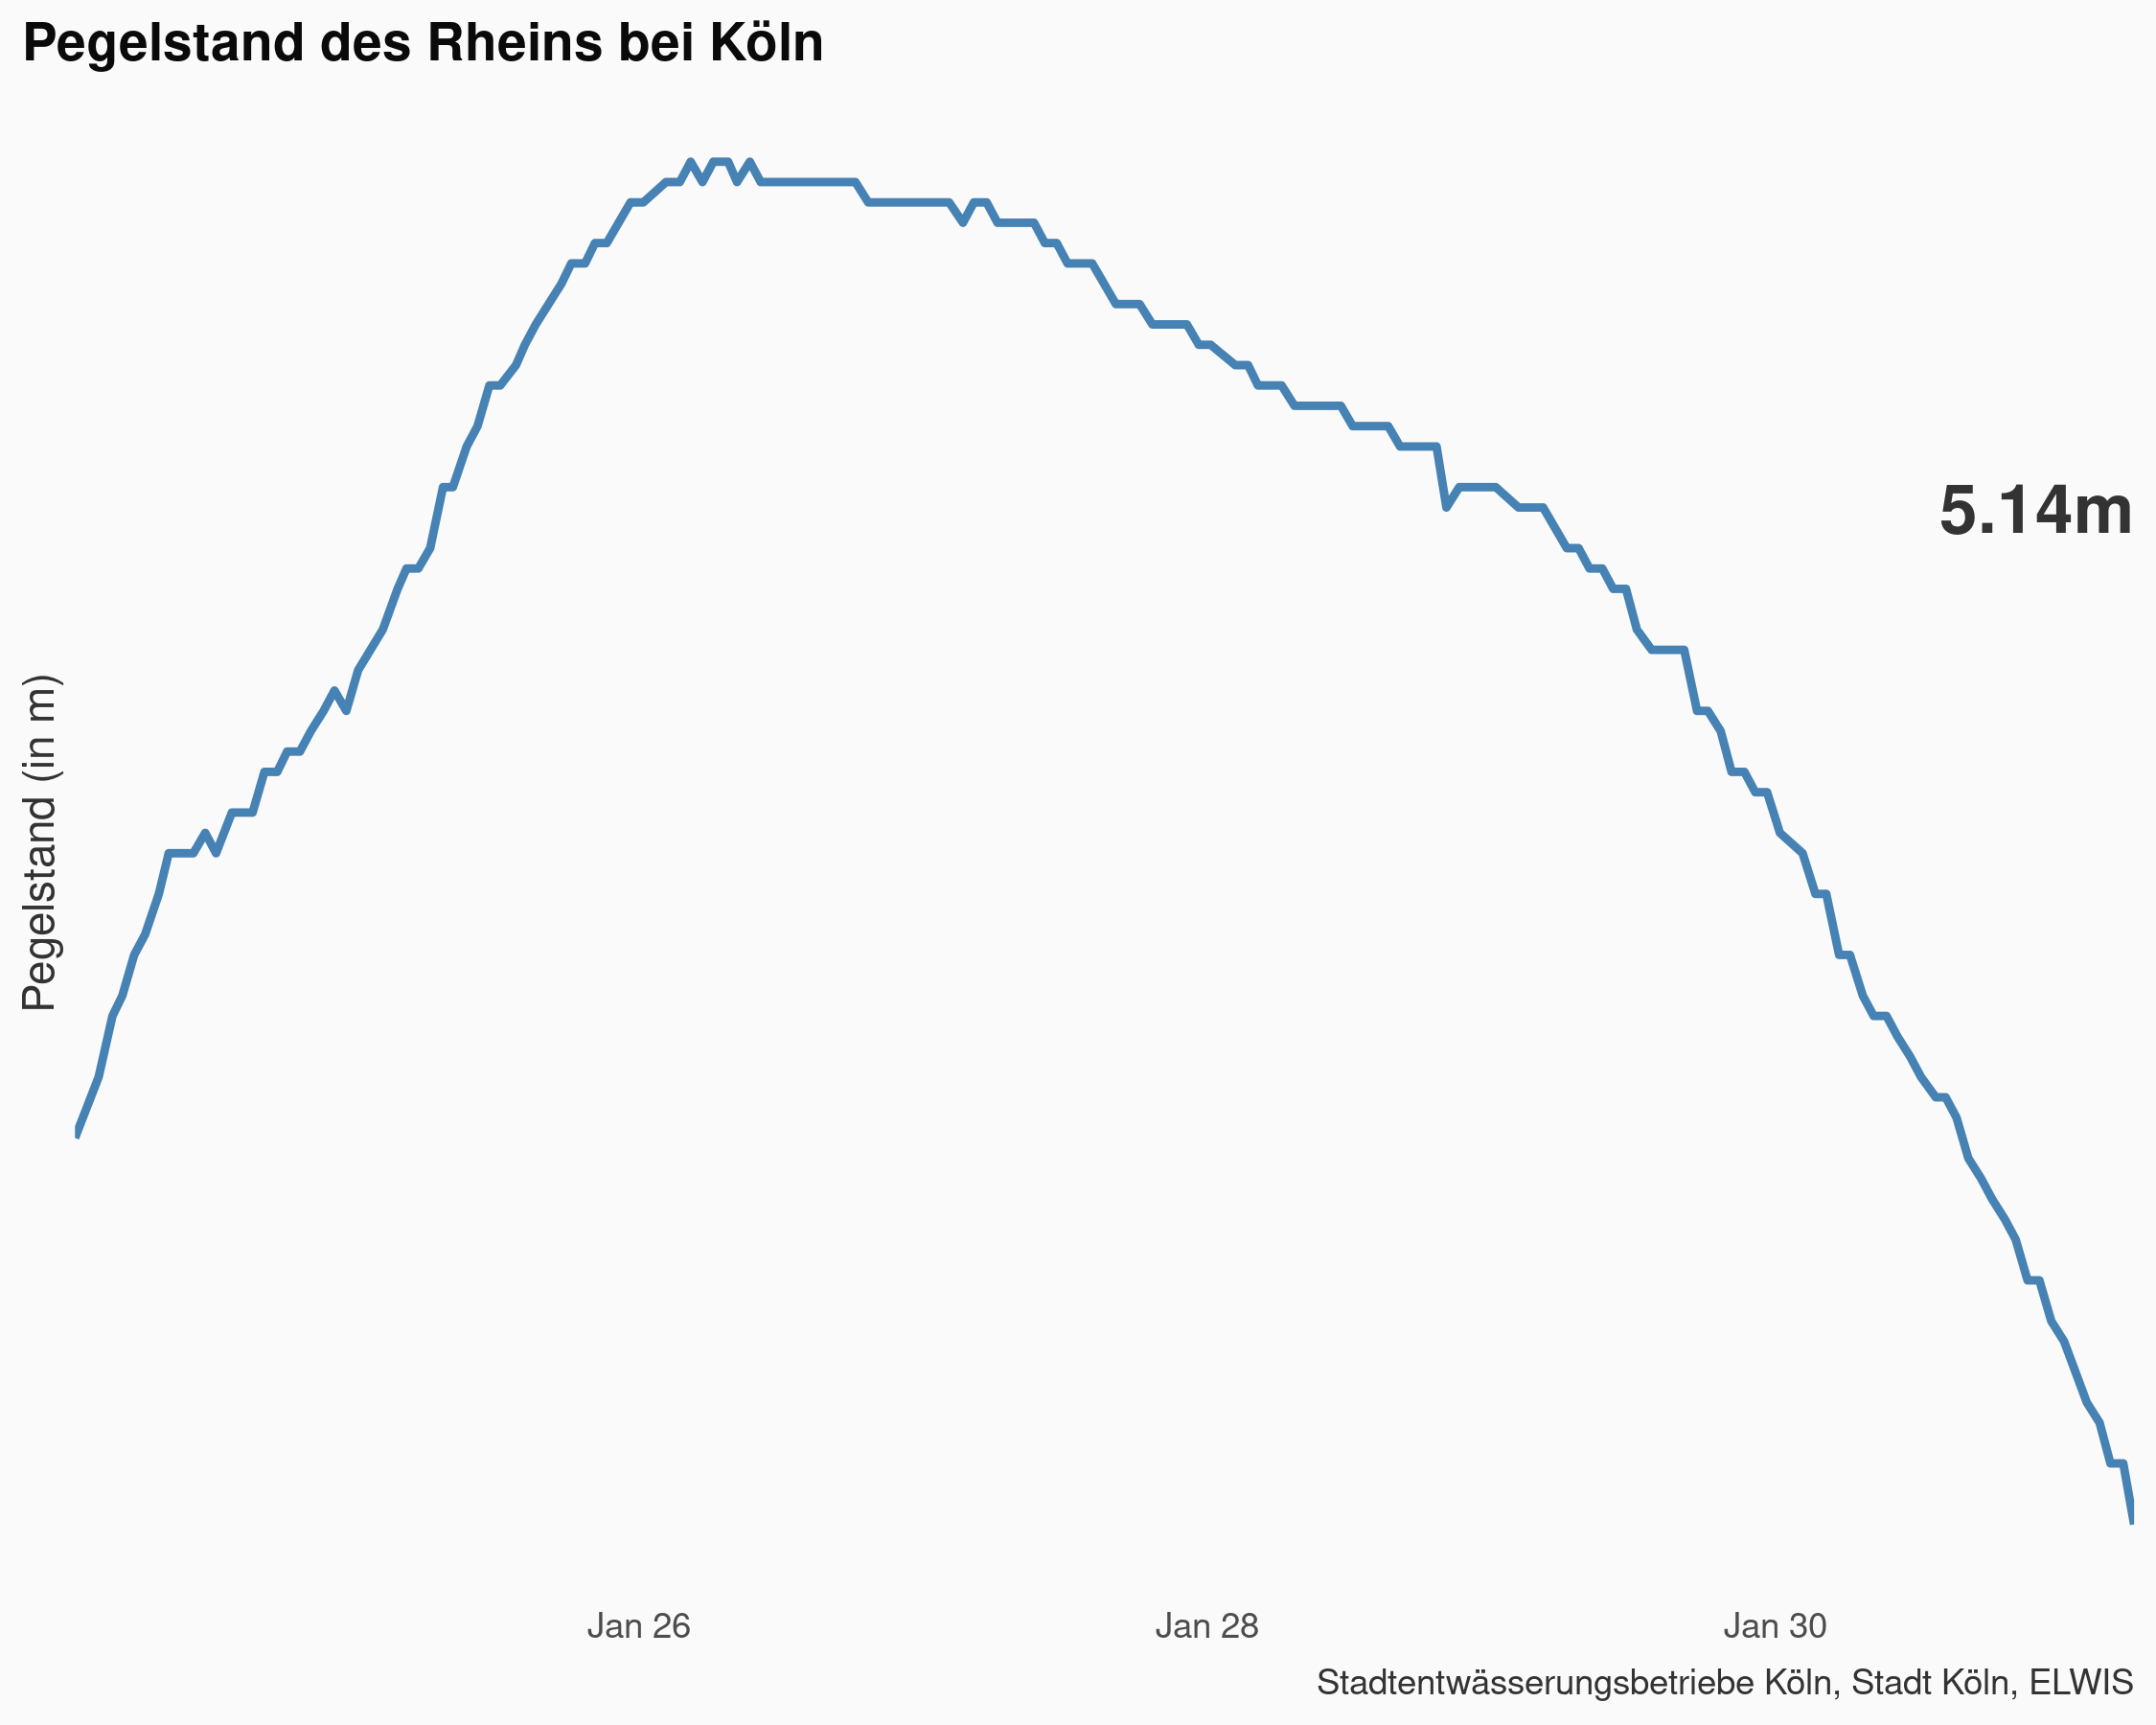 Pegelstand des Rheins bei Köln
5.14m
Pegelstand (in m)
Jan 26
Jan 28
Jan 30
Stadtentwässerungsbetriebe Köln, Stadt Köln, ELWIS